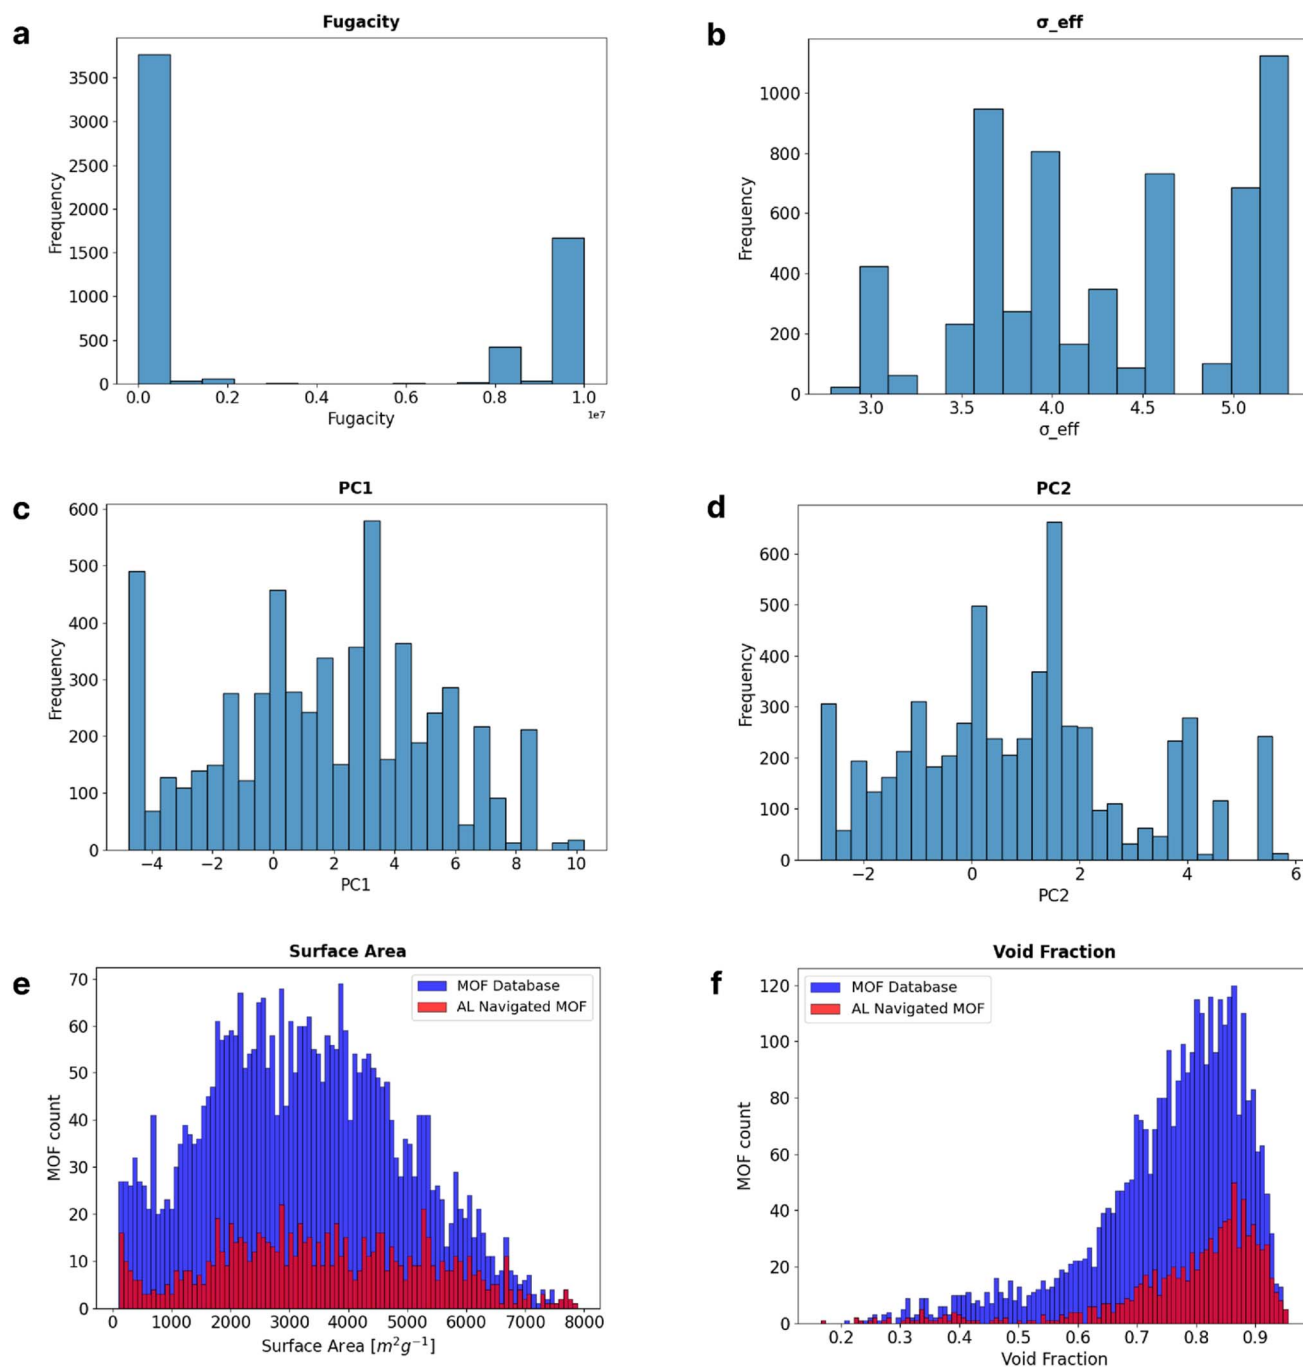 a
Fugacity
3500
3000
2500
2000
1500
1000
500
0
Frequency
0.0 0.2 0.4 0.6 0.8 1.0
1e7
Fugacity
b
σ_eff
1000
800
600
400
200
0
Frequency
3.0 3.5 4.0 4.5 5.0
σ_eff
c
PC1
600
500
400
300
200
100
0
Frequency
−4 −2 0 2 4 6 8 10
PC1
d
PC2
600
500
400
300
200
100
0
Frequency
−2 0 2 4 6
PC2
e
Surface Area
MOF Database
AL Navigated MOF
70
60
50
40
30
20
10
0
MOF count
0 1000 2000 3000 4000 5000 6000 7000 8000
Surface Area [m²g⁻¹]
f
Void Fraction
MOF Database
AL Navigated MOF
120
100
80
60
40
20
0
MOF count
0.2 0.3 0.4 0.5 0.6 0.7 0.8 0.9
Void Fraction